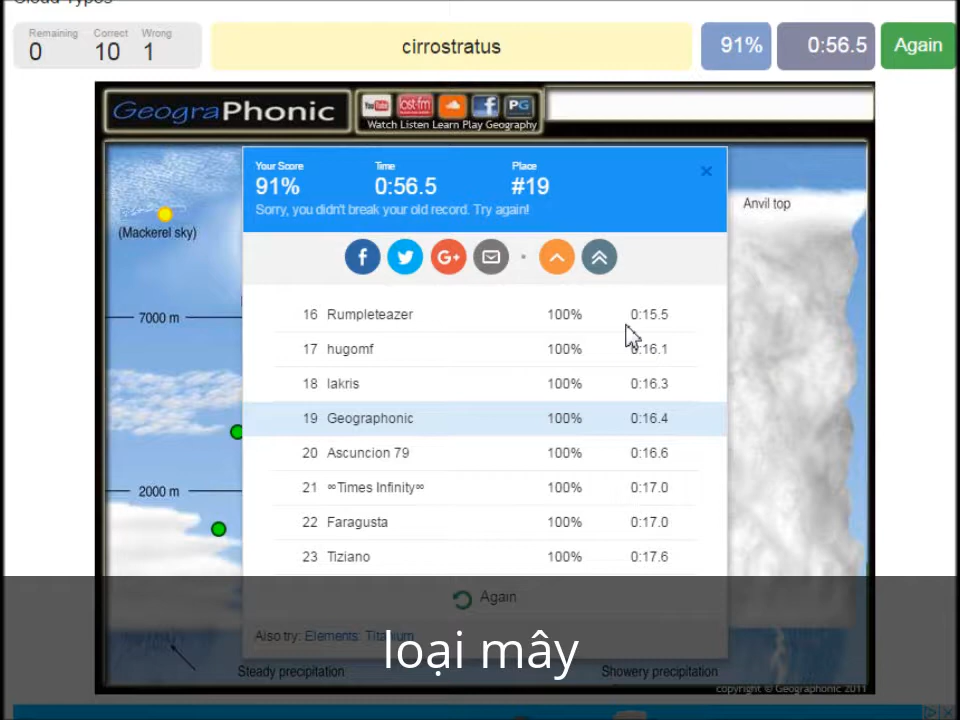 Cloud Types
Remaining Correct Wrong
0 10 1
cirrostratus
91%
0:56.5
Again
GeograPhonic
YouTube lost-fm f PG
Watch Listen Learn Play Geography
Your Score Time Place
91% 0:56.5 #19
Sorry, you didn't break your old record. Try again!
×
(Mackerel sky)
Anvil top
f G+
16 Rumpleteazer 100% 0:15.5
17 hugomf 100% 0:16.1
18 lakris 100% 0:16.3
19 Geographonic 100% 0:16.4
20 Ascuncion 79 100% 0:16.6
21 ∞Times Infinity∞ 100% 0:17.0
22 Faragusta 100% 0:17.0
23 Tiziano 100% 0:17.6
7000 m
2000 m
Again
Also try: Elements: Titanium
loại mây
Steady precipitation
Showery precipitation
copyright © Geographonic 2011